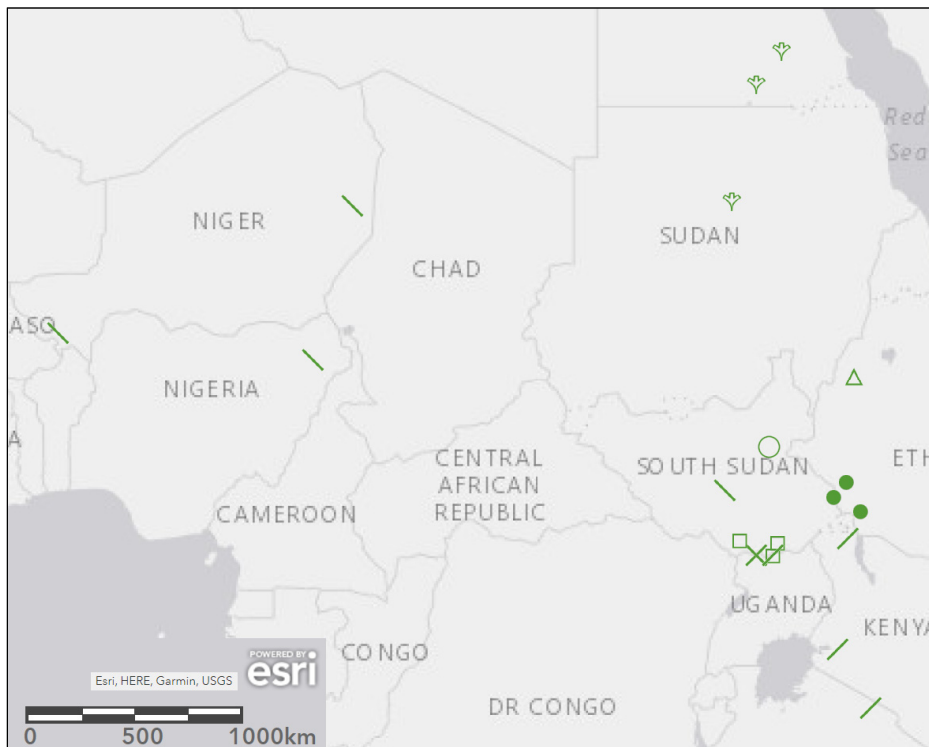 Red
Sea
NIGER
SUDAN
CHAD
ASO
NIGERIA
A
CENTRAL
AFRICAN
REPUBLIC
SOUTH SUDAN
ETH
CAMEROON
UGANDA
KENYA
CONGO
DR CONGO
POWERED BY
esri
Esri, HERE, Garmin, USGS
0 500 1000km